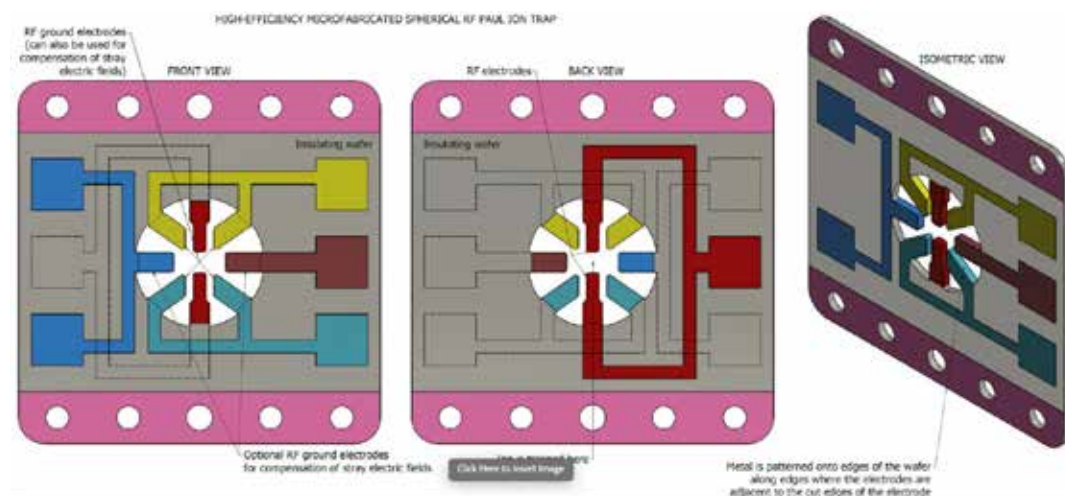 HIGH-EFFICIENCY MICROFABRICATED SPHERICAL RF PAUL ION TRAP
RF ground electrodes
(can also be used for
compensation of stray
electric fields)
FRONT VIEW
Insulating wafer
Optional RF ground electrodes
for compensation of stray electric fields
RF electrodes
BACK VIEW
Insulating wafer
here
Click Here to Insert Image
ISOMETRIC VIEW
Metal is patterned onto edges of the wafer
along edges where the electrodes are
adjacent to the cut edges of the electrode